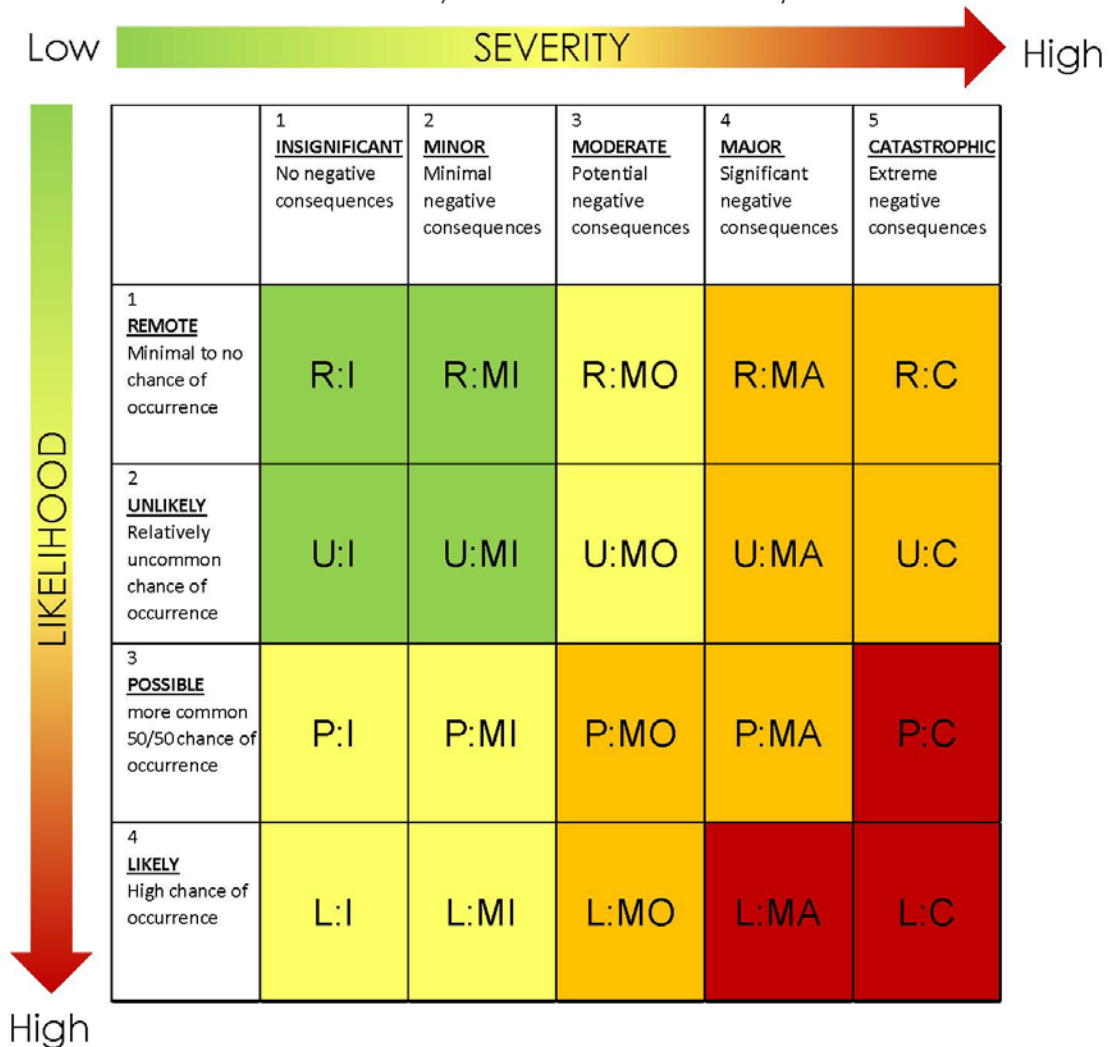 Low
SEVERITY
High
1
INSIGNIFICANT
No negative
consequences
2
MINOR
Minimal
negative
consequences
3
MODERATE
Potential
negative
consequences
4
MAJOR
Significant
negative
consequences
5
CATASTROPHIC
Extreme
negative
consequences
LIKELIHOOD
High
1
REMOTE
Minimal to no
chance of
occurrence
R:I
R:MI
R:MO
R:MA
R:C
2
UNLIKELY
Relatively
uncommon
chance of
occurrence
U:I
U:MI
U:MO
U:MA
U:C
3
POSSIBLE
more common
50/50 chance of
occurrence
P:I
P:MI
P:MO
P:MA
P:C
4
LIKELY
High chance of
occurrence
L:I
L:MI
L:MO
L:MA
L:C